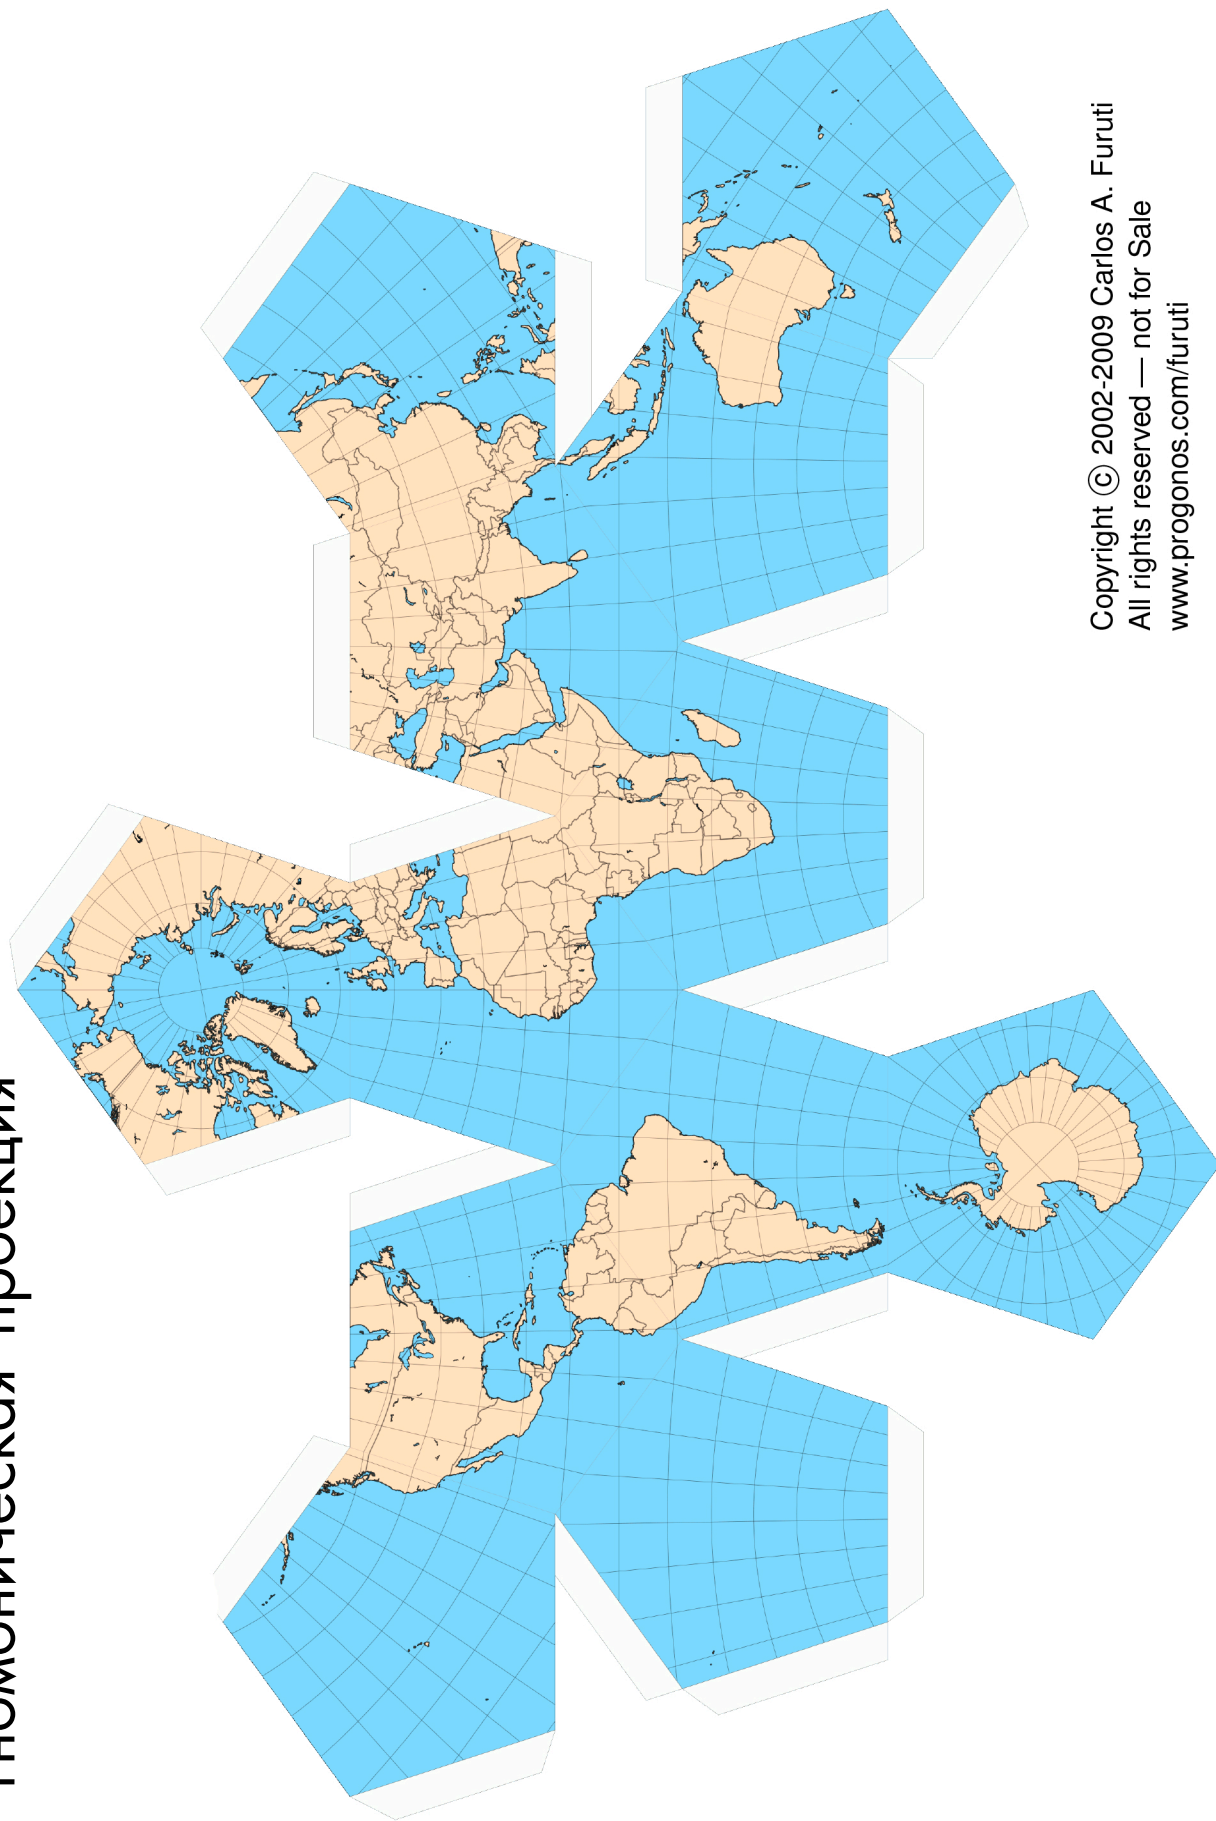 Гномоническая проекция
Copyright © 2002-2009 Carlos A. Furuti
All rights reserved — not for Sale
www.progonos.com/furuti